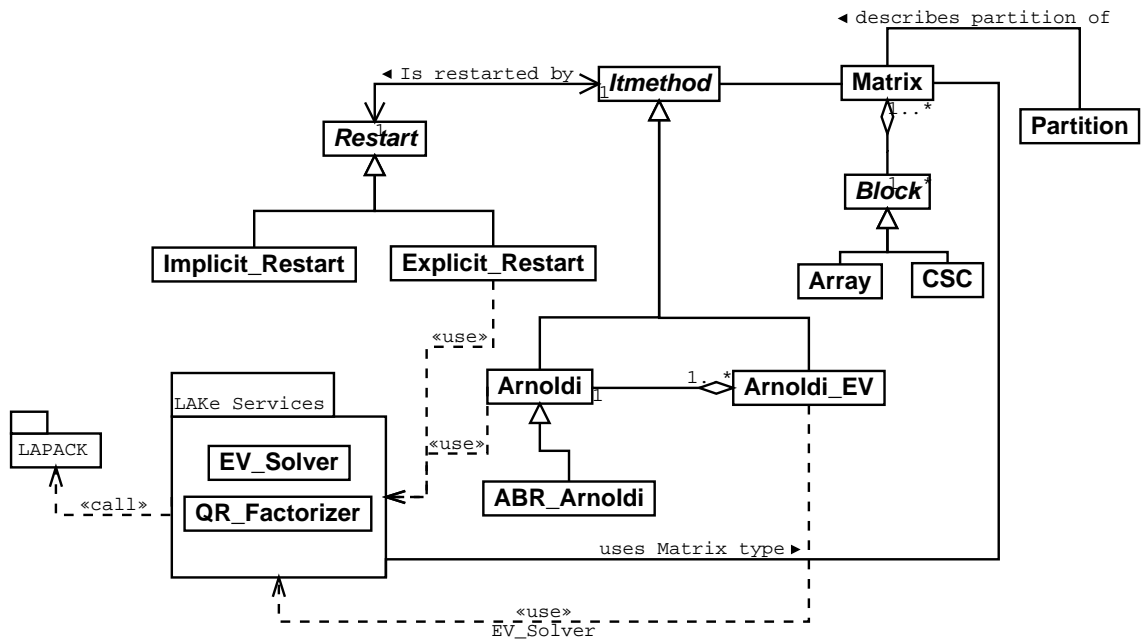 ◄ describes partition of
◄ Is restarted by
Itmethod
1
Matrix
1..*
Partition
1
Restart
Block
1 *
Implicit_Restart
Explicit_Restart
Array
CSC
«use»
Arnoldi
1
1..*
Arnoldi_EV
LAKe Services
LAPACK
«use»
EV_Solver
ABR_Arnoldi
«call»
QR_Factorizer
uses Matrix type ►
«use»
EV_Solver